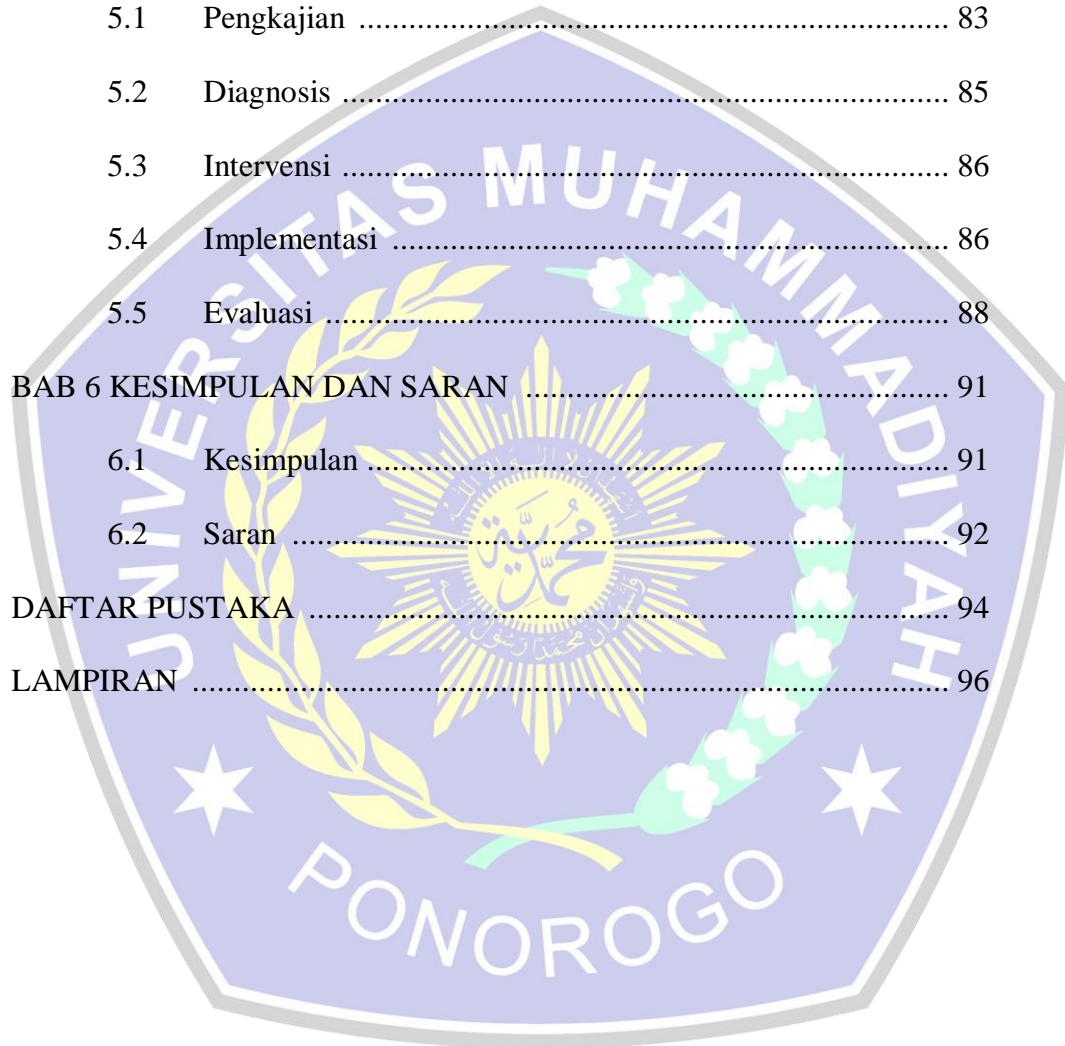 5.1 Pengkajian ........................................................................... 83
5.2 Diagnosis ............................................................................. 85
5.3 Intervensi ............................................................................. 86
5.4 Implementasi ...................................................................... 86
5.5 Evaluasi ............................................................................... 88
BAB 6 KESIMPULAN DAN SARAN ..................................................... 91
6.1 Kesimpulan .......................................................................... 91
6.2 Saran .................................................................................... 92
DAFTAR PUSTAKA ................................................................................ 94
LAMPIRAN .............................................................................................. 96
UNIVERSITAS MUHAMMADIYAH
PONOROGO